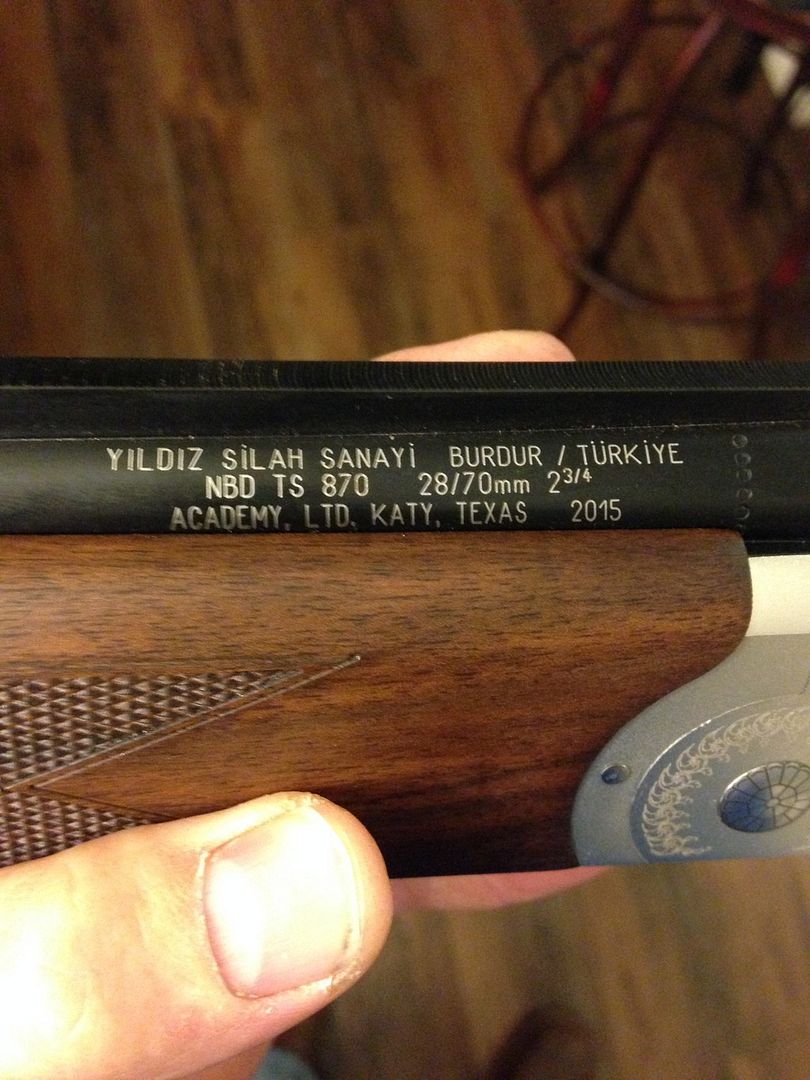 YILDIZ SİLAH SANAYİ BURDUR / TÜRKİYE
NBD TS 870 28/70mm 2 3/4
ACADEMY, LTD. KATY, TEXAS 2015